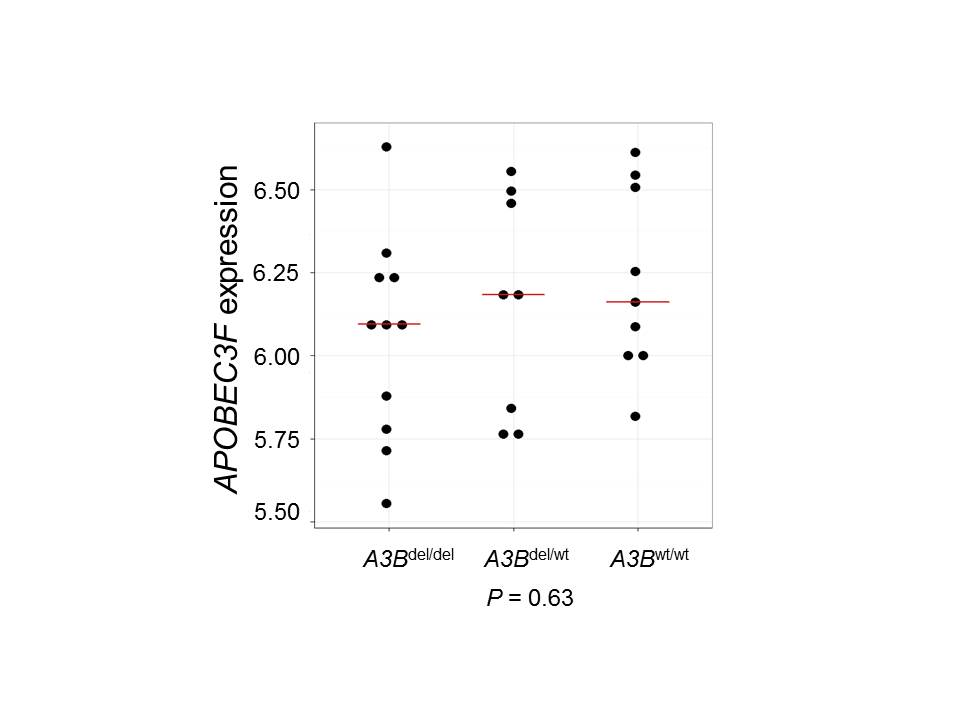 APOBEC3F expression
6.50
6.25
6.00
5.75
5.50
A3Bdel/del A3Bdel/wt A3Bwt/wt
P = 0.63